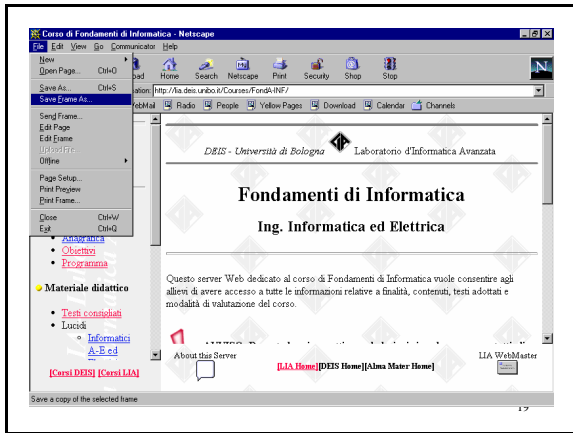 Corso di Fondamenti di Informatica - Netscape
File Edit View Go Communicator Help
New
Open Page... Ctrl+O
Save As... Ctrl+S
Save Frame As...
Send Frame...
Edit Page
Edit Frame
Upload File...
Offline
Page Setup...
Print Preview
Print Frame...
Close Ctrl+W
Exit Ctrl+Q
Home Search Netscape Print Security Shop Stop
http://lia.deis.unibo.it/Courses/FondA-INF/
Radio People Yellow Pages Download Calendar Channels
DEIS - Università di Bologna Laboratorio d'Informatica Avanzata
Fondamenti di Informatica
Ing. Informatica ed Elettrica
Questo server Web dedicato al corso di Fondamenti di Informatica vuole consentire agli
allievi di avere accesso a tutte le informazioni relative a finalità, contenuti, testi adottati e
modalità di valutazione del corso.
Anagrafica
Obiettivi
Programma
Materiale didattico
Testi consigliati
Lucidi
Informatici
A-E ed
[Corsi DEIS] [Corsi LIA]
About this Server
[LIA Home][DEIS Home][Alma Mater Home]
LIA WebMaster
Save a copy of the selected frame
19